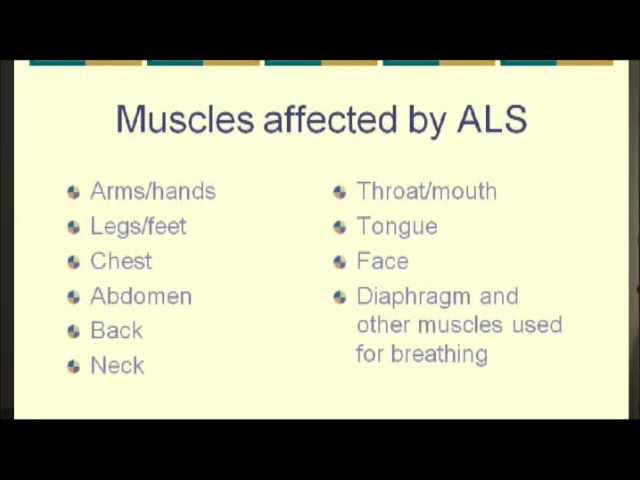 Muscles affected by ALS
Arms/hands
Legs/feet
Chest
Abdomen
Back
Neck
Throat/mouth
Tongue
Face
Diaphragm and
other muscles used
for breathing